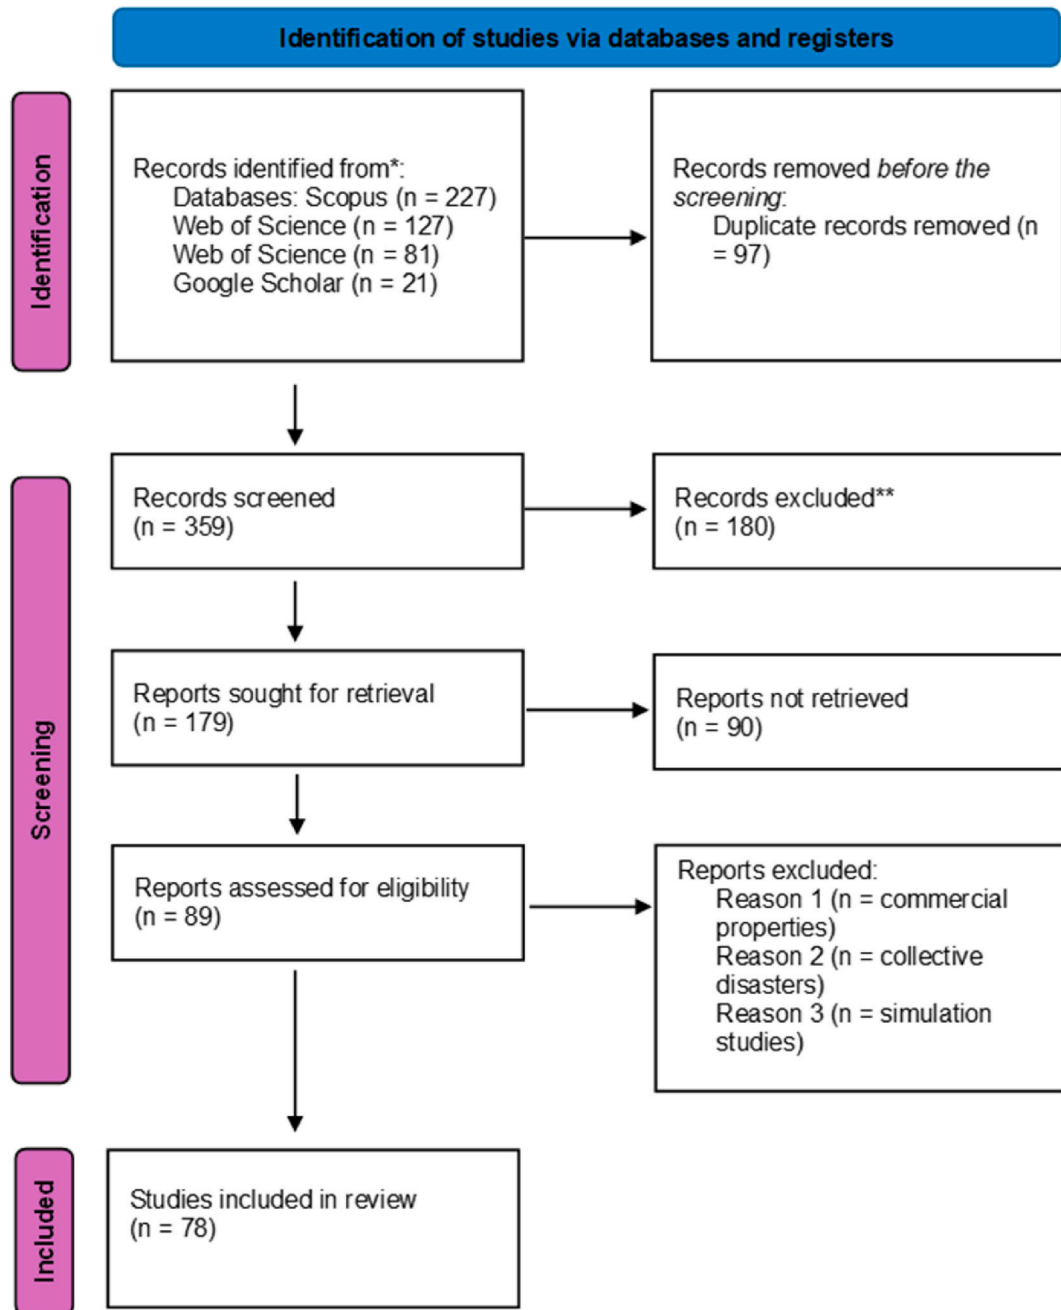 Identification of studies via databases and registers
Identification
Records identified from*:
Databases: Scopus (n = 227)
Web of Science (n = 127)
Web of Science (n = 81)
Google Scholar (n = 21)
Records removed before the
screening:
Duplicate records removed (n
= 97)
Screening
Records screened
(n = 359)
Records excluded**
(n = 180)
Reports sought for retrieval
(n = 179)
Reports not retrieved
(n = 90)
Reports assessed for eligibility
(n = 89)
Reports excluded:
Reason 1 (n = commercial
properties)
Reason 2 (n = collective
disasters)
Reason 3 (n = simulation
studies)
Included
Studies included in review
(n = 78)